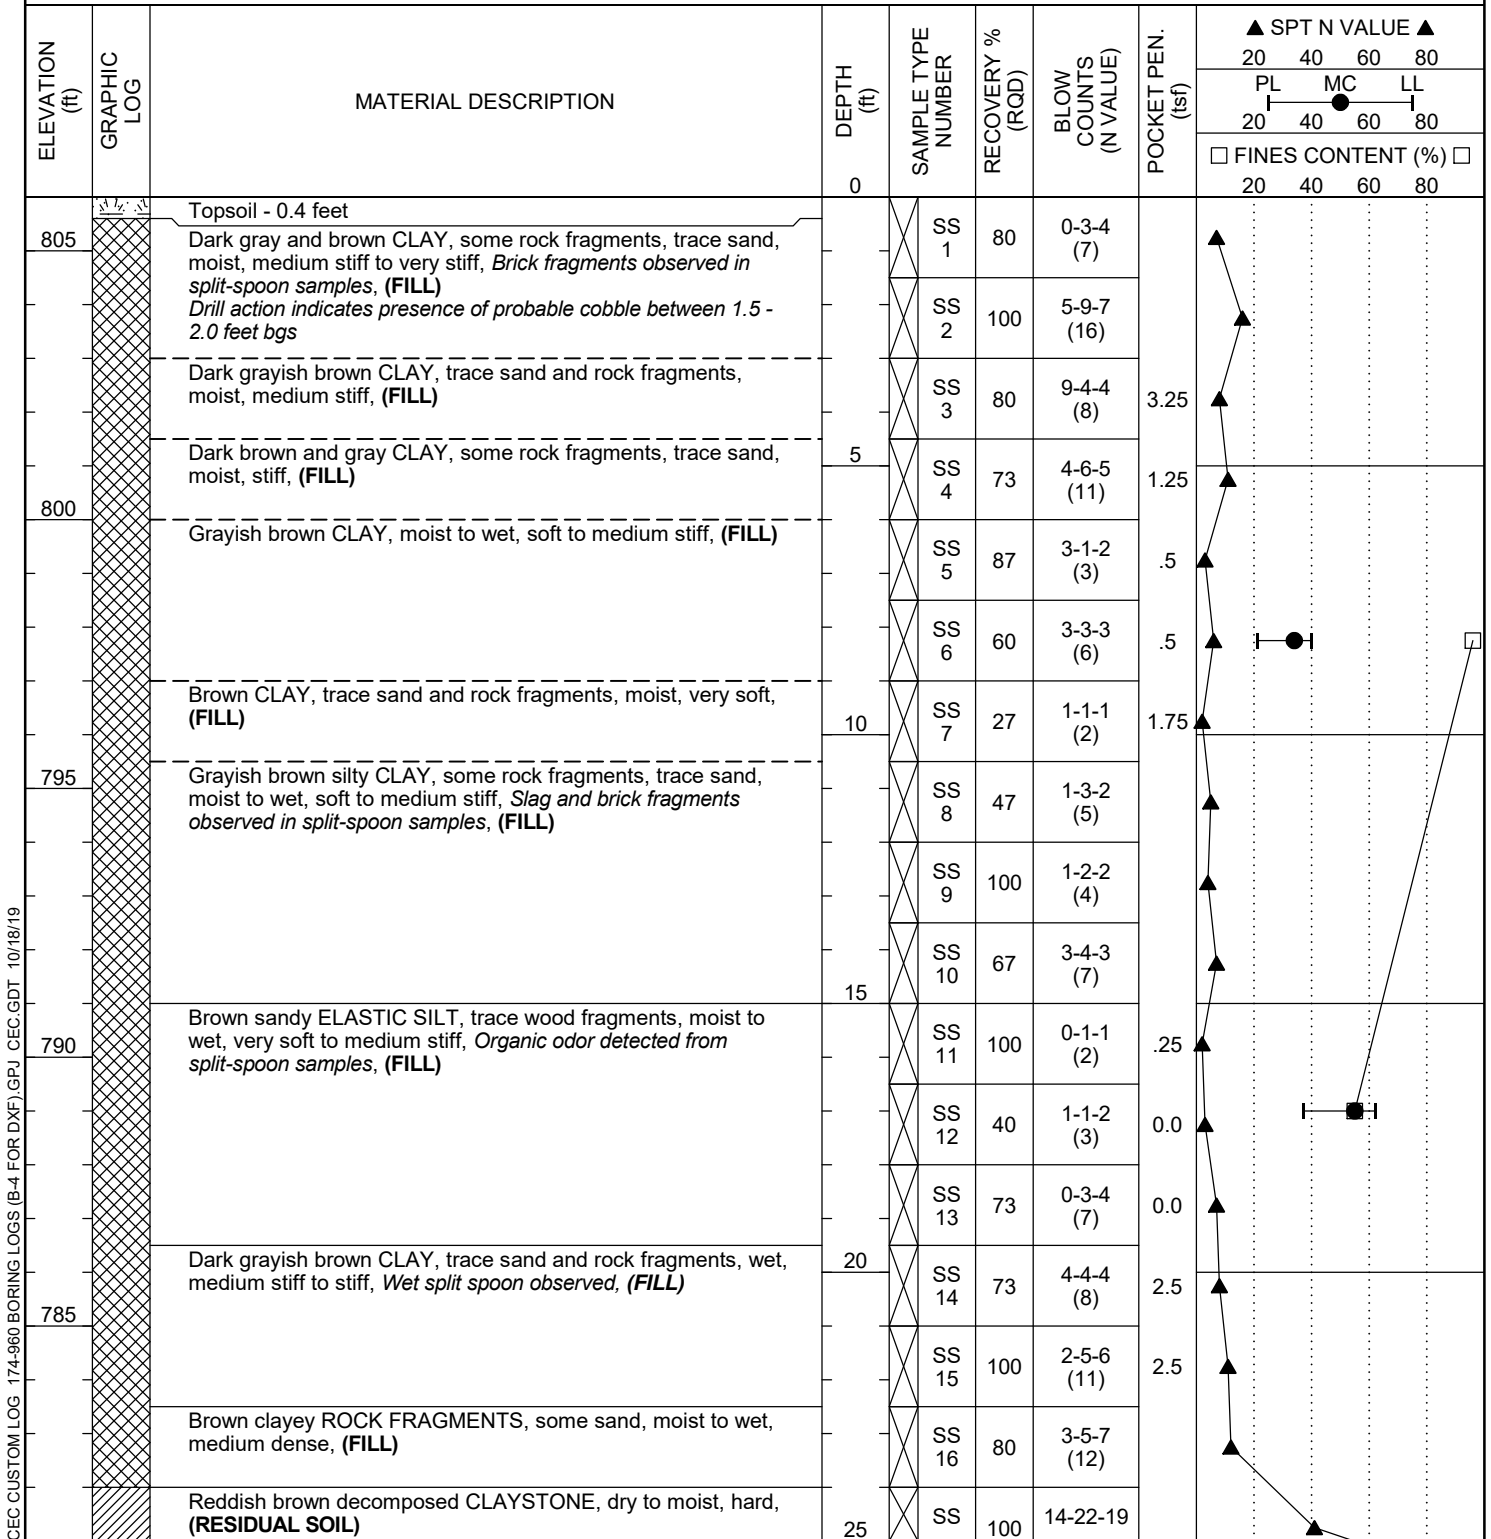 ELEVATION
(ft)
GRAPHIC
LOG
MATERIAL DESCRIPTION
DEPTH
(ft)
0
SAMPLE TYPE
NUMBER
RECOVERY %
(RQD)
BLOW
COUNTS
(N VALUE)
POCKET PEN.
(tsf)
▲ SPT N VALUE ▲
20 40 60 80
PL MC LL
20 40 60 80
□ FINES CONTENT (%) □
20 40 60 80
Topsoil - 0.4 feet
805
Dark gray and brown CLAY, some rock fragments, trace sand,
moist, medium stiff to very stiff, Brick fragments observed in
split-spoon samples, (FILL)
Drill action indicates presence of probable cobble between 1.5 -
2.0 feet bgs
SS
1
80
0-3-4
(7)
SS
2
100
5-9-7
(16)
Dark grayish brown CLAY, trace sand and rock fragments,
moist, medium stiff, (FILL)
SS
3
80
9-4-4
(8)
3.25
Dark brown and gray CLAY, some rock fragments, trace sand,
moist, stiff, (FILL)
5
SS
4
73
4-6-5
(11)
1.25
800
Grayish brown CLAY, moist to wet, soft to medium stiff, (FILL)
SS
5
87
3-1-2
(3)
.5
SS
6
60
3-3-3
(6)
.5
Brown CLAY, trace sand and rock fragments, moist, very soft,
(FILL)
10
SS
7
27
1-1-1
(2)
1.75
795
Grayish brown silty CLAY, some rock fragments, trace sand,
moist to wet, soft to medium stiff, Slag and brick fragments
observed in split-spoon samples, (FILL)
SS
8
47
1-3-2
(5)
SS
9
100
1-2-2
(4)
SS
10
67
3-4-3
(7)
15
790
Brown sandy ELASTIC SILT, trace wood fragments, moist to
wet, very soft to medium stiff, Organic odor detected from
split-spoon samples, (FILL)
SS
11
100
0-1-1
(2)
.25
SS
12
40
1-1-2
(3)
0.0
SS
13
73
0-3-4
(7)
0.0
Dark grayish brown CLAY, trace sand and rock fragments, wet,
medium stiff to stiff, Wet split spoon observed, (FILL)
20
SS
14
73
4-4-4
(8)
2.5
785
SS
15
100
2-5-6
(11)
2.5
Brown clayey ROCK FRAGMENTS, some sand, moist to wet,
medium dense, (FILL)
SS
16
80
3-5-7
(12)
Reddish brown decomposed CLAYSTONE, dry to moist, hard,
(RESIDUAL SOIL)
25
SS
100
14-22-19
CEC CUSTOM LOG 174-960 BORING LOGS (B-4 FOR DXF).GPJ CEC.GDT 10/18/19